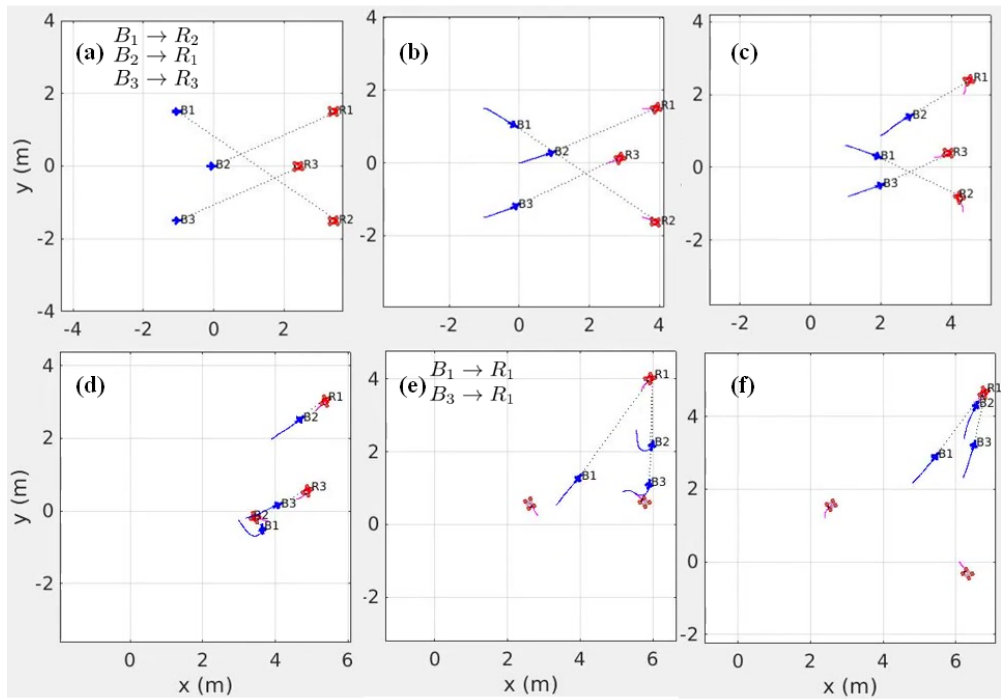 (a)
B₁ → R₂
B₂ → R₁
B₃ → R₃
B1
B2
B3
R1
R3
R2
4
2
0
-2
-4
-4 -2 0 2
y (m)
(b)
B1
B2
B3
R1
R3
R2
4
2
0
-2
0 2 4
(c)
B2
B1
B3
R1
R3
R2
4
2
0
-2
-2 0 2 4
(d)
R1
B2
R3
B3
R2
B1
4
2
0
-2
0 2 4 6
y (m)
x (m)
(e)
B₁ → R₁
B₃ → R₁
R1
B2
B1
B3
4
2
0
-2
0 2 4 6
x (m)
(f)
R1
B2
B3
B1
4
2
0
-2
0 2 4 6
x (m)